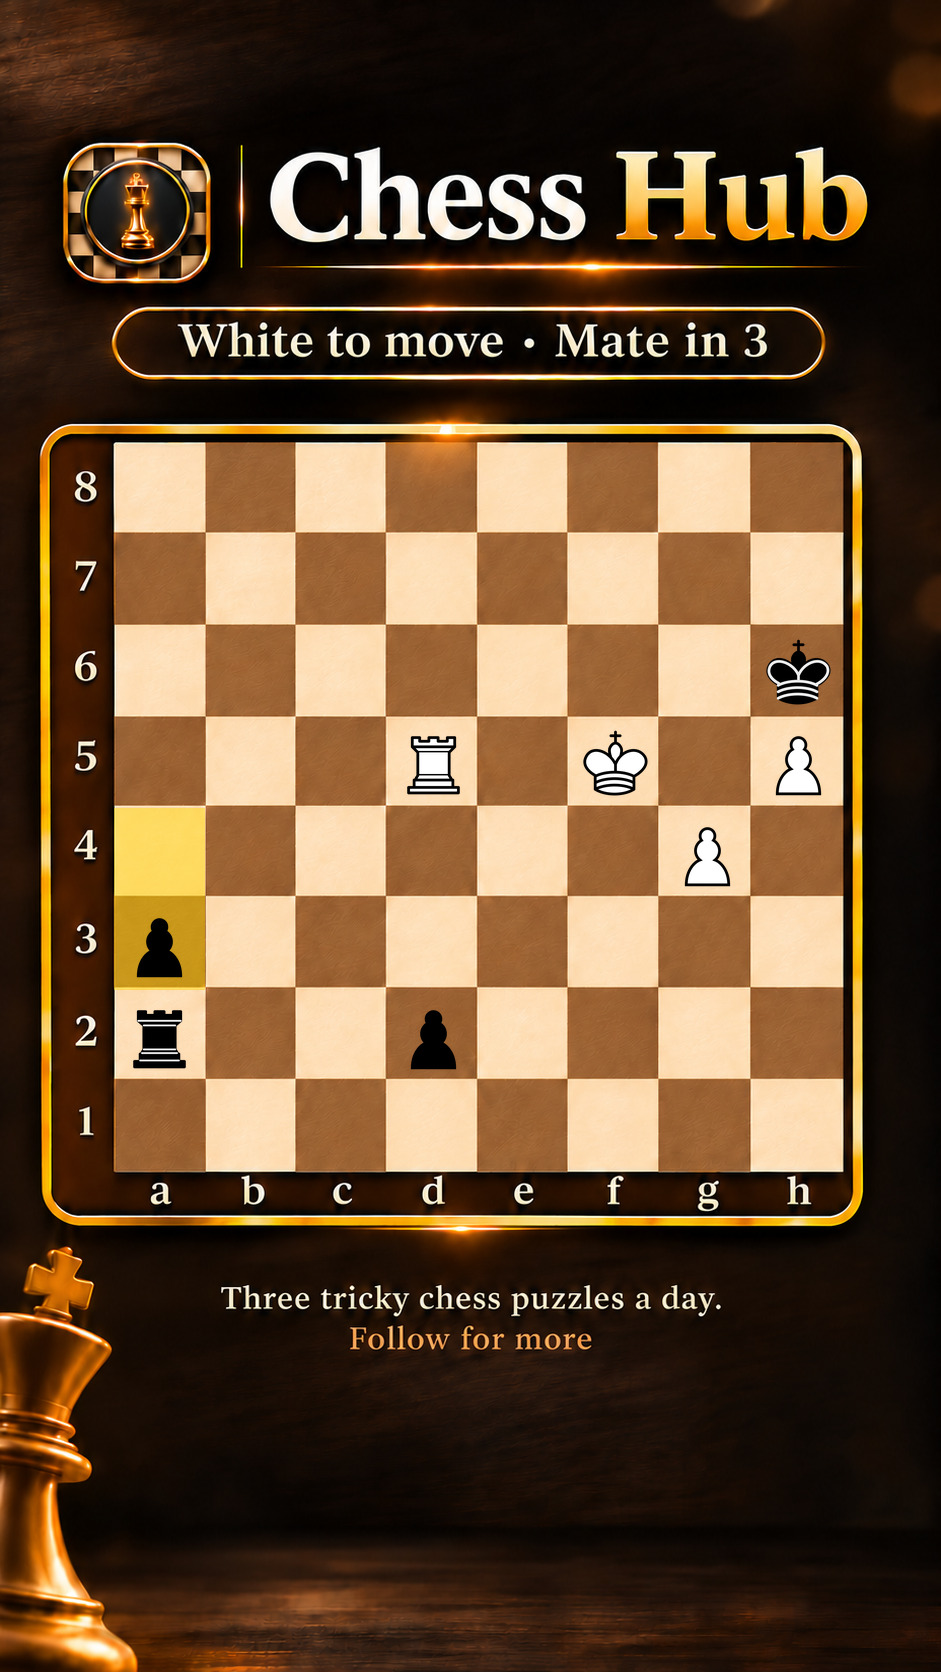 Chess Hub
White to move • Mate in 3
8
7
6
5
4
3
2
1
a b c d e f g h
Three tricky chess puzzles a day.
Follow for more